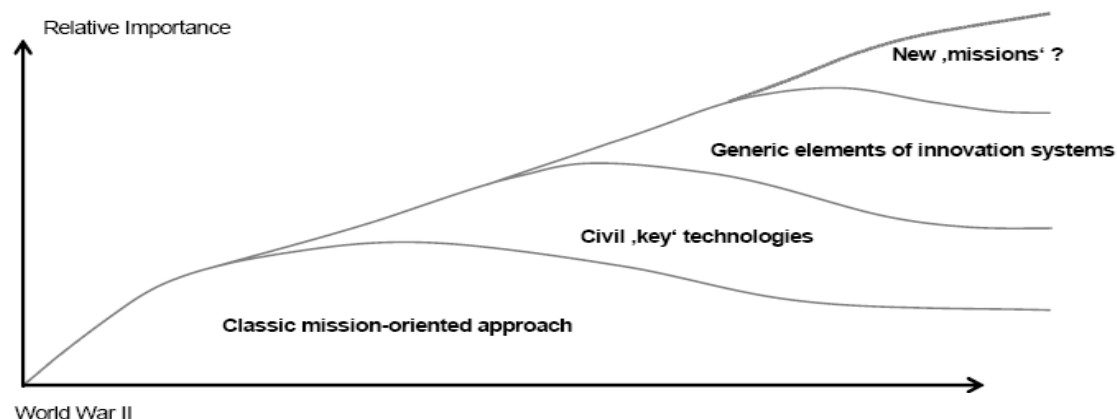 Relative Importance
New ‚missions‘ ?
Generic elements of innovation systems
Civil ‚key‘ technologies
Classic mission-oriented approach
World War II